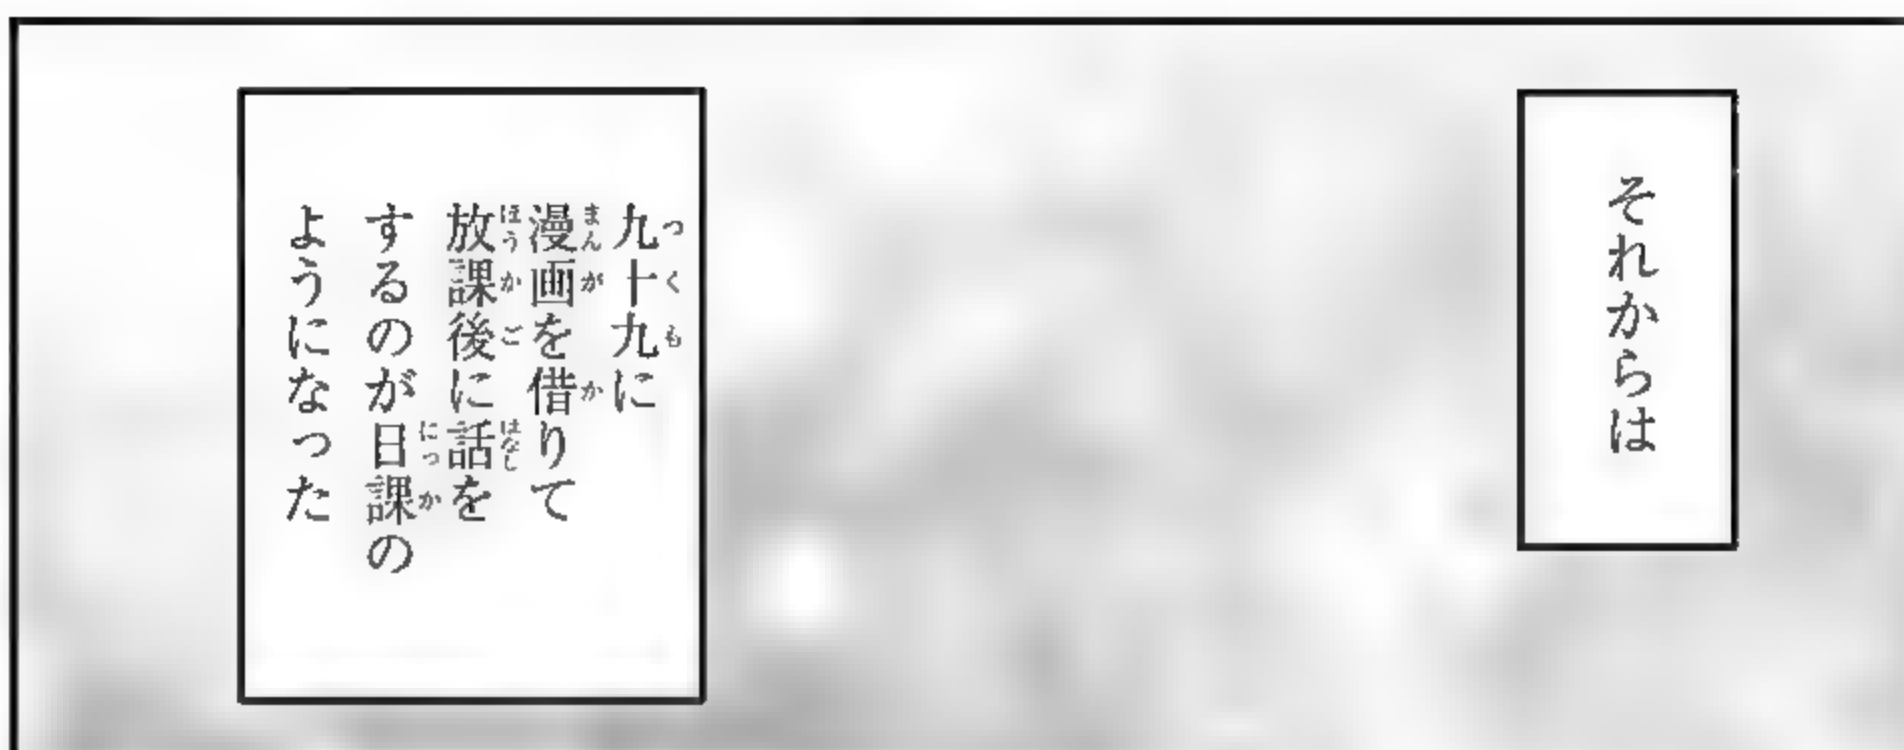 それからは
九十九に
漫画を借りて
放課後に話を
するのが日課の
ようになった